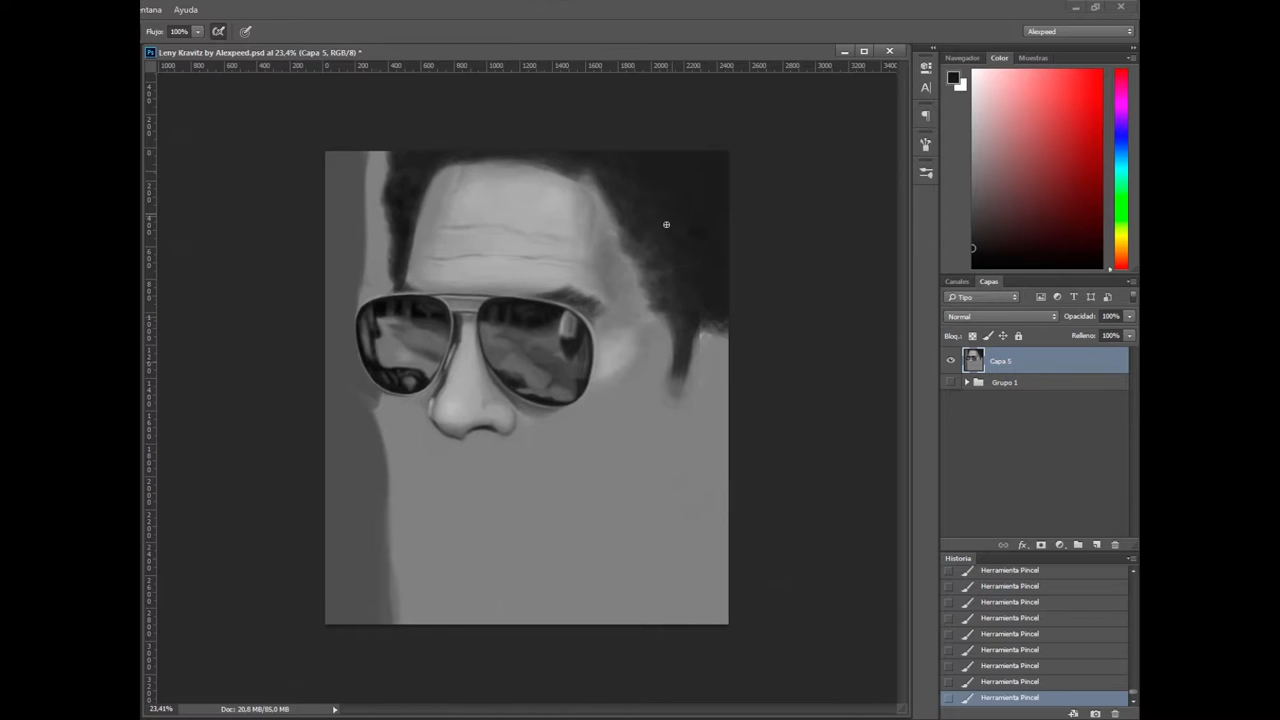 entana Ayuda
Flujo: 100% Alexpeed
Leny Kravitz by Alexpeed.psd al 23,4% (Capa 5, RGB/8) *
1000 800 600 400 200 0 200 400 600 800 1000 1200 1400 1600 1800 2000 2200 2400 2600 2800 3000 3200 340
Navegador Color Muestras
Canales Capas
Tipo
Normal Opacidad: 100%
Bloq.: Relleno: 100%
Capa 5
Grupo 1
Historia
Herramienta Pincel
Herramienta Pincel
Herramienta Pincel
Herramienta Pincel
Herramienta Pincel
Herramienta Pincel
Herramienta Pincel
Herramienta Pincel
Herramienta Pincel
23,41% Doc: 20,8 MB/85,0 MB